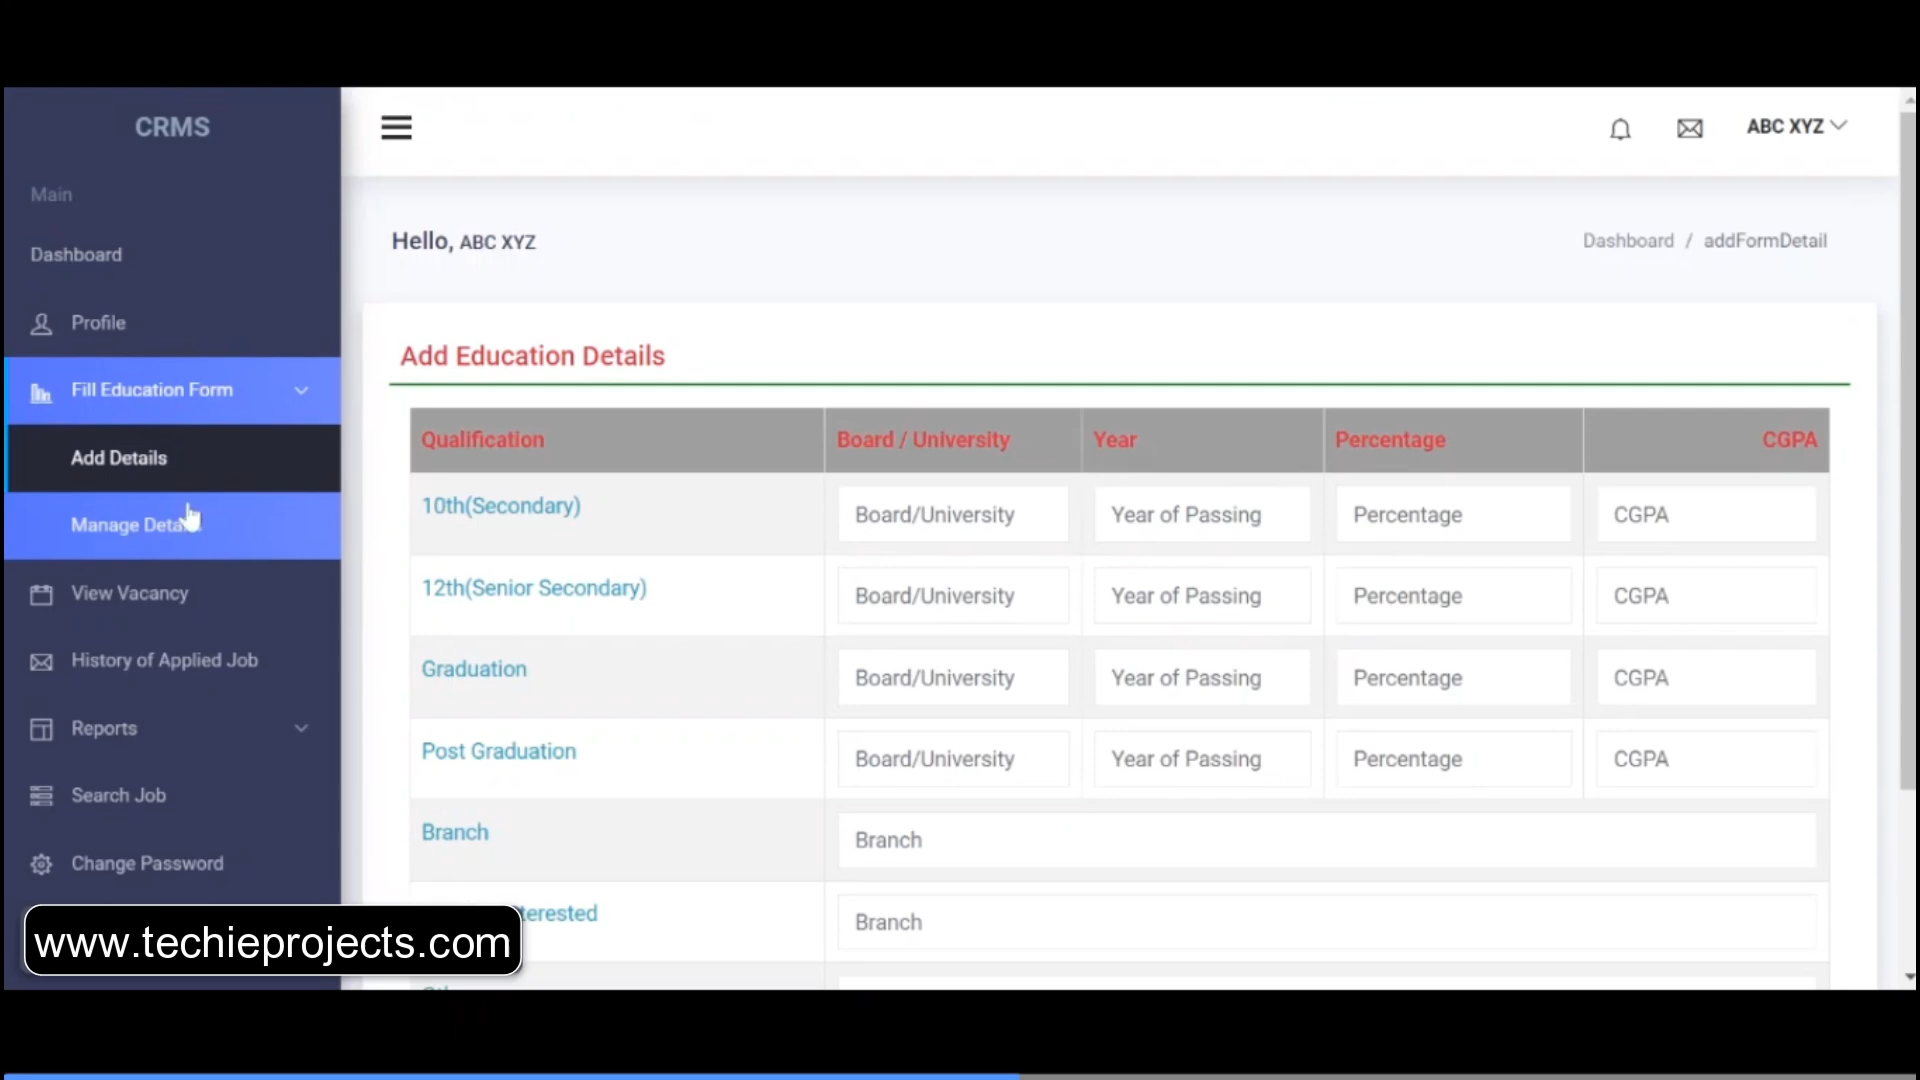 CRMS
ABC XYZ
Main
Dashboard
Profile
Fill Education Form
Add Details
Manage
View Vacancy
History of Applied Job
Reports
Search Job
Change Password
Hello, ABC XYZ
Dashboard / addFormDetail
Add Education Details
Qualification Board / University Year Percentage CGPA
10th(Secondary) Board/University Year of Passing Percentage CGPA
12th(Senior Secondary) Board/University Year of Passing Percentage CGPA
Graduation Board/University Year of Passing Percentage CGPA
Post Graduation Board/University Year of Passing Percentage CGPA
Branch Branch
Branch
www.techieprojects.com